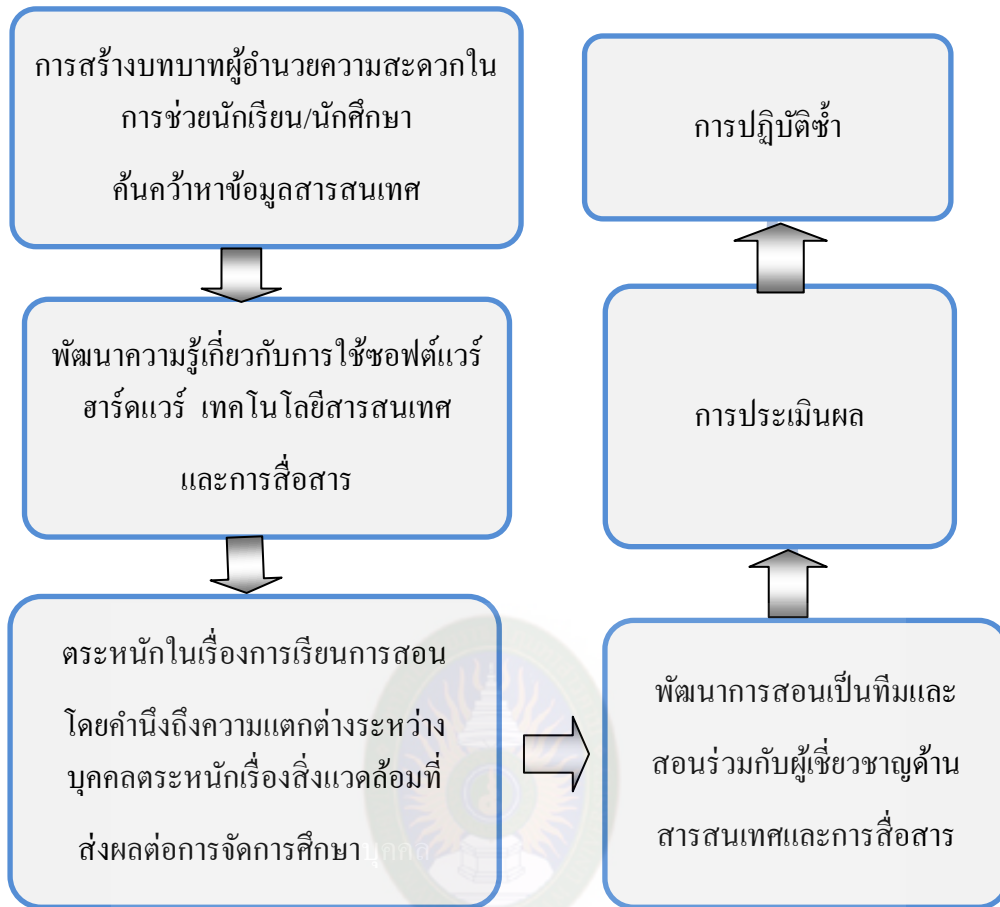 การสร้างบทบาทผู้อำนวยความสะดวกใน
การช่วยนักเรียน/นักศึกษา
ค้นคว้าหาข้อมูลสารสนเทศ
พัฒนาความรู้เกี่ยวกับการใช้ซอฟต์แวร์
ฮาร์ดแวร์ เทคโนโลยีสารสนเทศ
และการสื่อสาร
ตระหนักในเรื่องการเรียนการสอน
โดยคำนึงถึงความแตกต่างระหว่าง
บุคคลตระหนักเรื่องสิ่งแวดล้อมที่
ส่งผลต่อการจัดการศึกษา บุคคล
พัฒนาการสอนเป็นทีมและ
สอนร่วมกับผู้เชี่ยวชาญด้าน
สารสนเทศและการสื่อสาร
การประเมินผล
การปฏิบัติซ้ำ